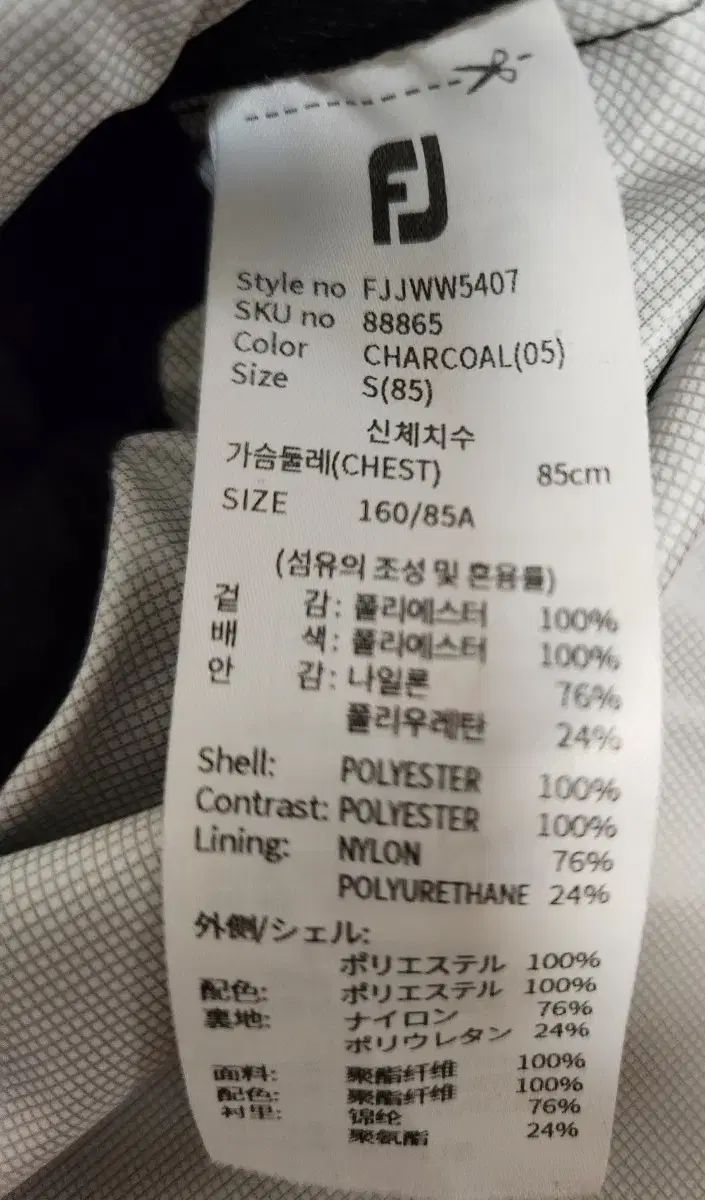 FJ
Style no FJJWW5407
SKU no 88865
Color CHARCOAL(05)
Size S(85)
신체치수
가슴둘레(CHEST) 85cm
SIZE 160/85A
(섬유의 조성 및 혼용률)
겉 감: 폴리에스터 100%
배 색: 폴리에스터 100%
안 감: 나일론 76%
폴리우레탄 24%
Shell: POLYESTER 100%
Contrast: POLYESTER 100%
Lining: NYLON 76%
POLYURETHANE 24%
外側/シェル:
ポリエステル 100%
配色: ポリエステル 100%
裏地: ナイロン 76%
ポリウレタン 24%
面料: 聚酯纤维 100%
配色: 聚酯纤维 100%
衬里: 锦纶 76%
聚氨酯 24%